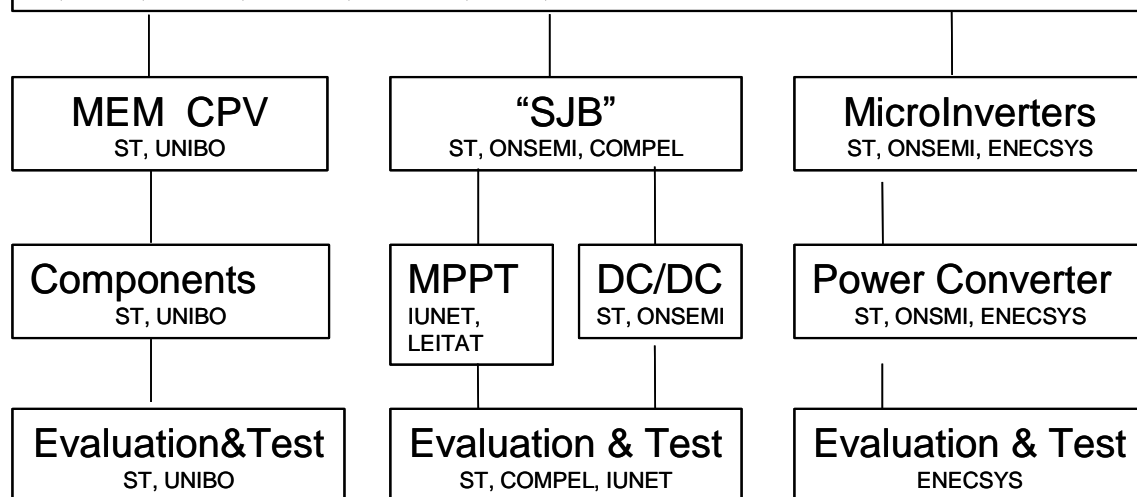 MEM CPV
ST, UNIBO
“SJB”
ST, ONSEMI, COMPEL
MicroInverters
ST, ONSEMI, ENECSYS
Components
ST, UNIBO
MPPT
IUNET,
LEITAT
DC/DC
ST, ONSEMI
Power Converter
ST, ONSMI, ENECSYS
Evaluation&Test
ST, UNIBO
Evaluation & Test
ST, COMPEL, IUNET
Evaluation & Test
ENECSYS